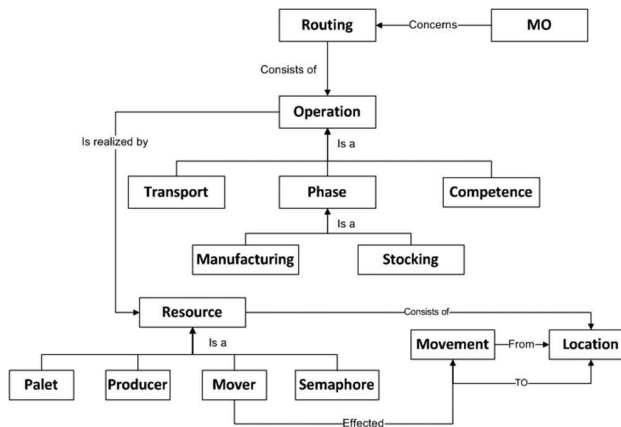 Routing
Concerns
MO
Consists of
Operation
Is realized by
Is a
Transport
Phase
Competence
Is a
Manufacturing
Stocking
Resource
Consists of
Is a
Movement
From
Location
Palet
Producer
Mover
Semaphore
TO
Effected